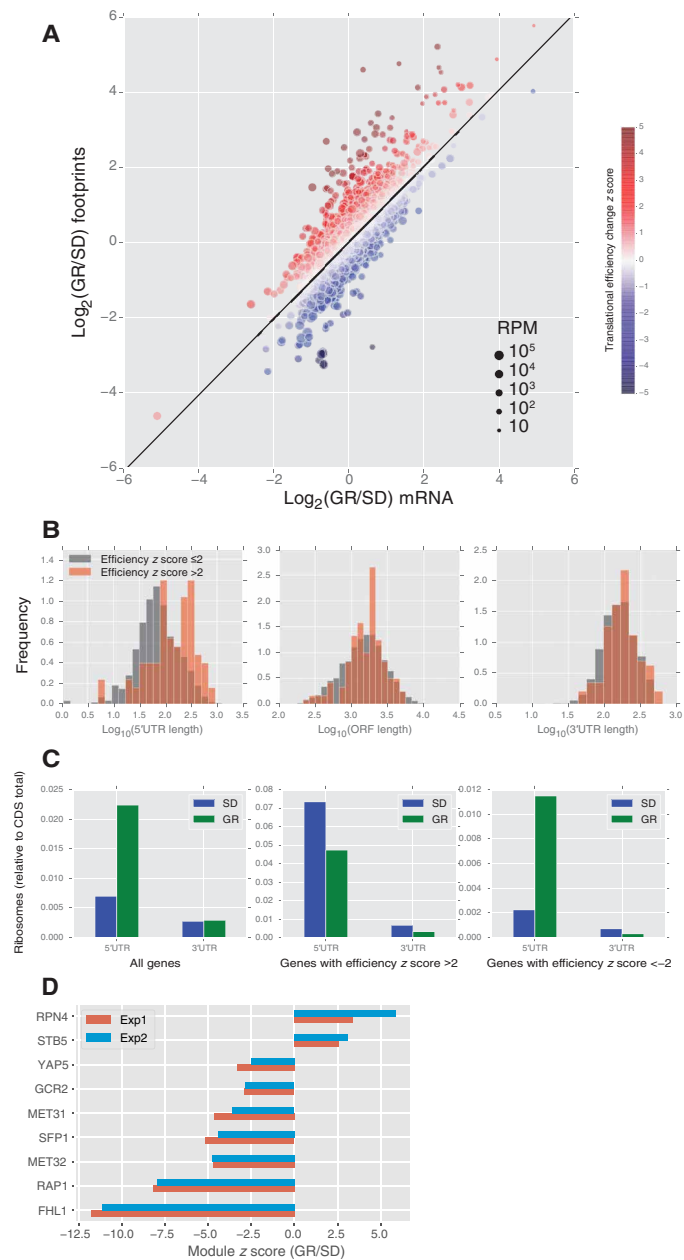 A
6
4
2
0
−2
−4
−6
−6
−4
−2
0
2
4
6
Log2(GR/SD) footprints
Log2(GR/SD) mRNA
RPM
10^5
10^4
10^3
10^2
10
5
4
3
2
1
0
−1
−2
−3
−4
−5
Translational efficiency change z score
B
Frequency
1.4
1.2
1.0
0.8
0.6
0.4
0.2
0.0
Efficiency z score ≤2
Efficiency z score >2
0.0 0.5 1.0 1.5 2.0 2.5 3.0 3.5
Log10(5'UTR length)
3.0
2.5
2.0
1.5
1.0
0.5
0.0
2.0 2.5 3.0 3.5 4.0 4.5
Log10(ORF length)
2.5
2.0
1.5
1.0
0.5
0.0
0.5 1.0 1.5 2.0 2.5 3.0
Log10(3'UTR length)
C
Ribosomes (relative to CDS total)
0.025
0.020
0.015
0.010
0.005
0.000
SD
GR
5'UTR 3'UTR
All genes
0.08
0.07
0.06
0.05
0.04
0.03
0.02
0.01
0.00
SD
GR
5'UTR 3'UTR
Genes with efficiency z score >2
0.012
0.010
0.008
0.006
0.004
0.002
0.000
SD
GR
5'UTR 3'UTR
Genes with efficiency z score <−2
D
Exp1
Exp2
RPN4
STB5
YAP5
GCR2
MET31
SFP1
MET32
RAP1
FHL1
−12.5 −10.0 −7.5 −5.0 −2.5 0.0 2.5 5.0
Module z score (GR/SD)